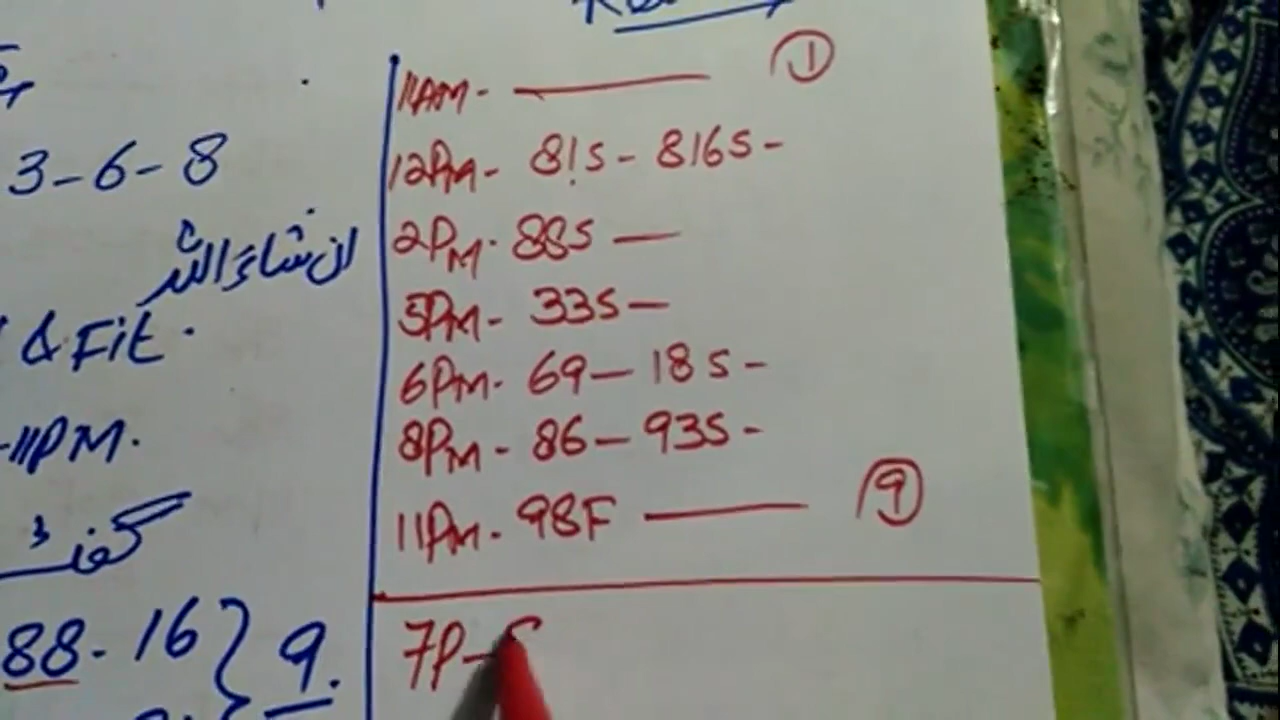 3-6-8
ان شاءَ اللّٰہ
& Fit.
-11PM.
88-16 } 9.
①
11AM-
12PM- 81S-816S-
2PM. 88S —
5PM- 33S —
6PM. 69— 18S-
8PM- 86— 93S-
11PM. 98F —— ⑨
7P-